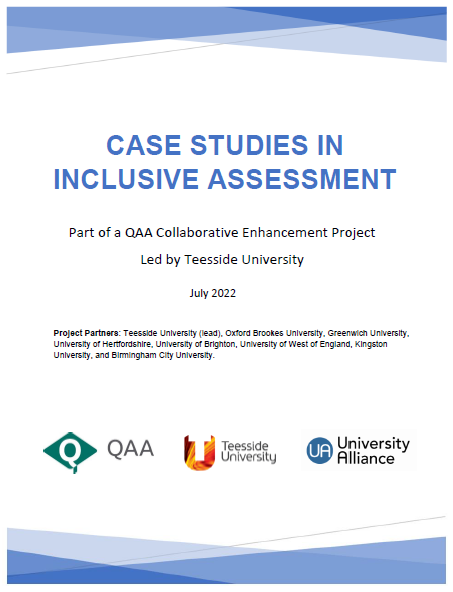 CASE STUDIES IN
INCLUSIVE ASSESSMENT
Part of a QAA Collaborative Enhancement Project
Led by Teesside University
July 2022
Project Partners: Teesside University (lead), Oxford Brookes University, Greenwich University,
University of Hertfordshire, University of Brighton, University of West of England, Kingston
University, and Birmingham City University.
QAA
Teesside
University
UA
University
Alliance